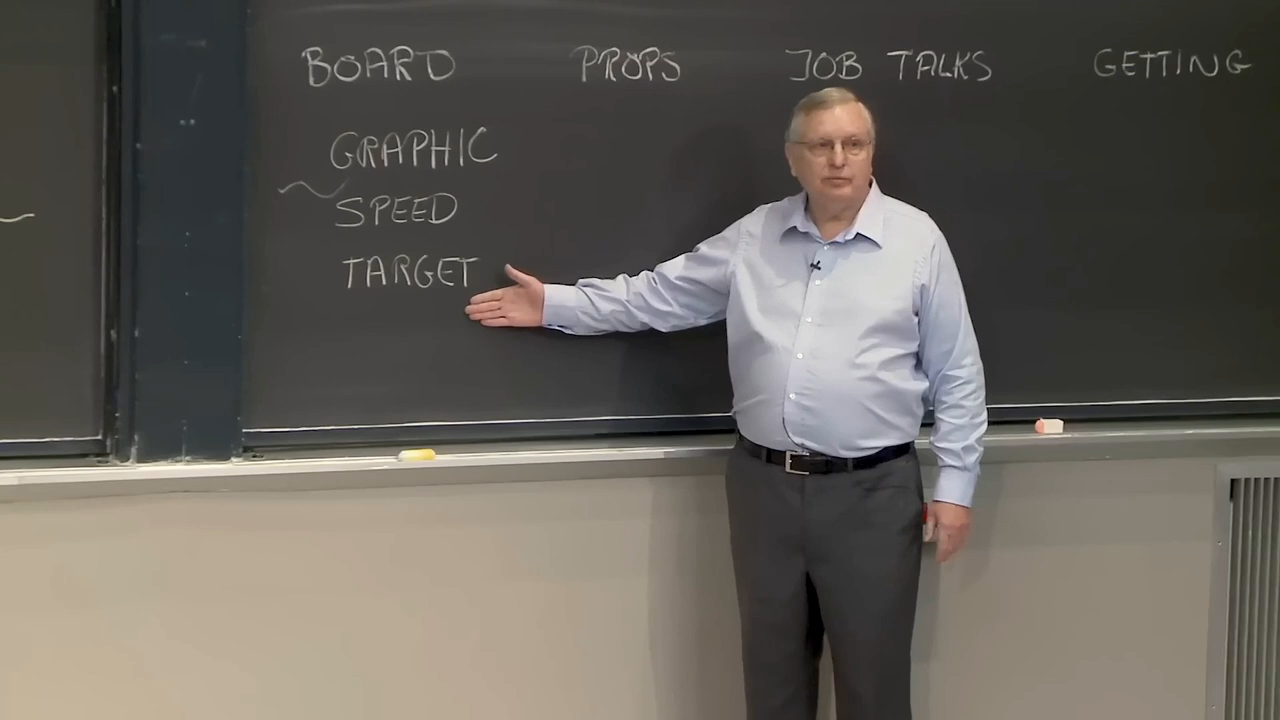 BOARD PROPS JOB TALKS GETTING
GRAPHIC
SPEED
TARGET